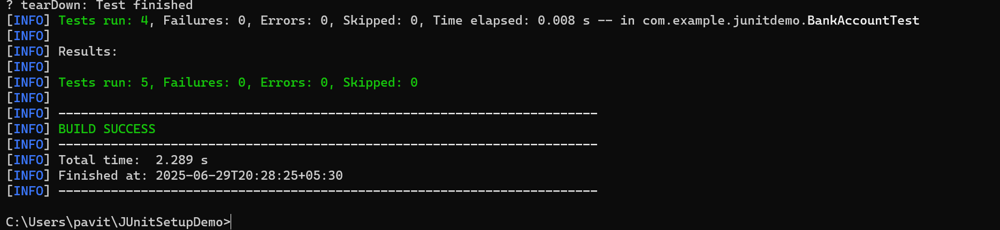 ? tearDown: Test finished
[INFO] Tests run: 4, Failures: 0, Errors: 0, Skipped: 0, Time elapsed: 0.008 s -- in com.example.junitdemo.BankAccountTest
[INFO]
[INFO] Results:
[INFO]
[INFO] Tests run: 5, Failures: 0, Errors: 0, Skipped: 0
[INFO]
[INFO] ------------------------------------------------------------------------
[INFO] BUILD SUCCESS
[INFO] ------------------------------------------------------------------------
[INFO] Total time:  2.289 s
[INFO] Finished at: 2025-06-29T20:28:25+05:30
[INFO] ------------------------------------------------------------------------
C:\Users\pavit\JUnitSetupDemo>